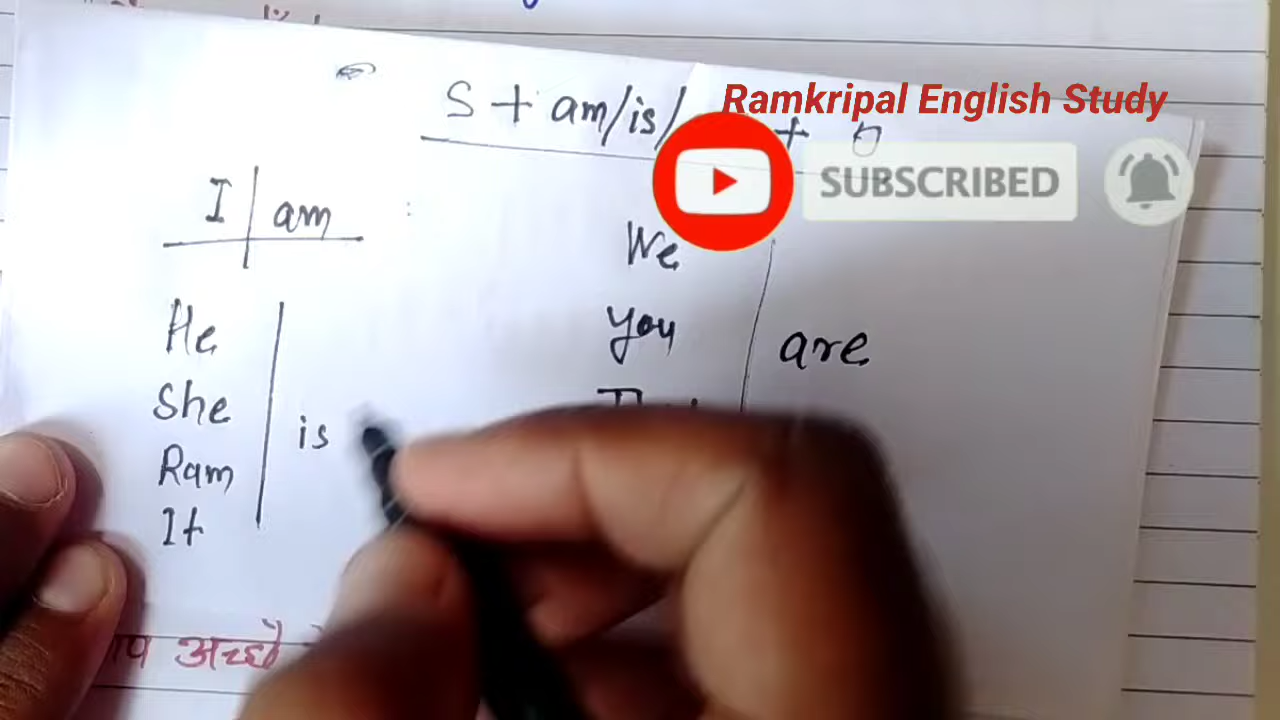 Ramkripal English Study
S + am/is/ + O
SUBSCRIBED
I am
He
She
Ram
It
is
We
you
are
अच्छे